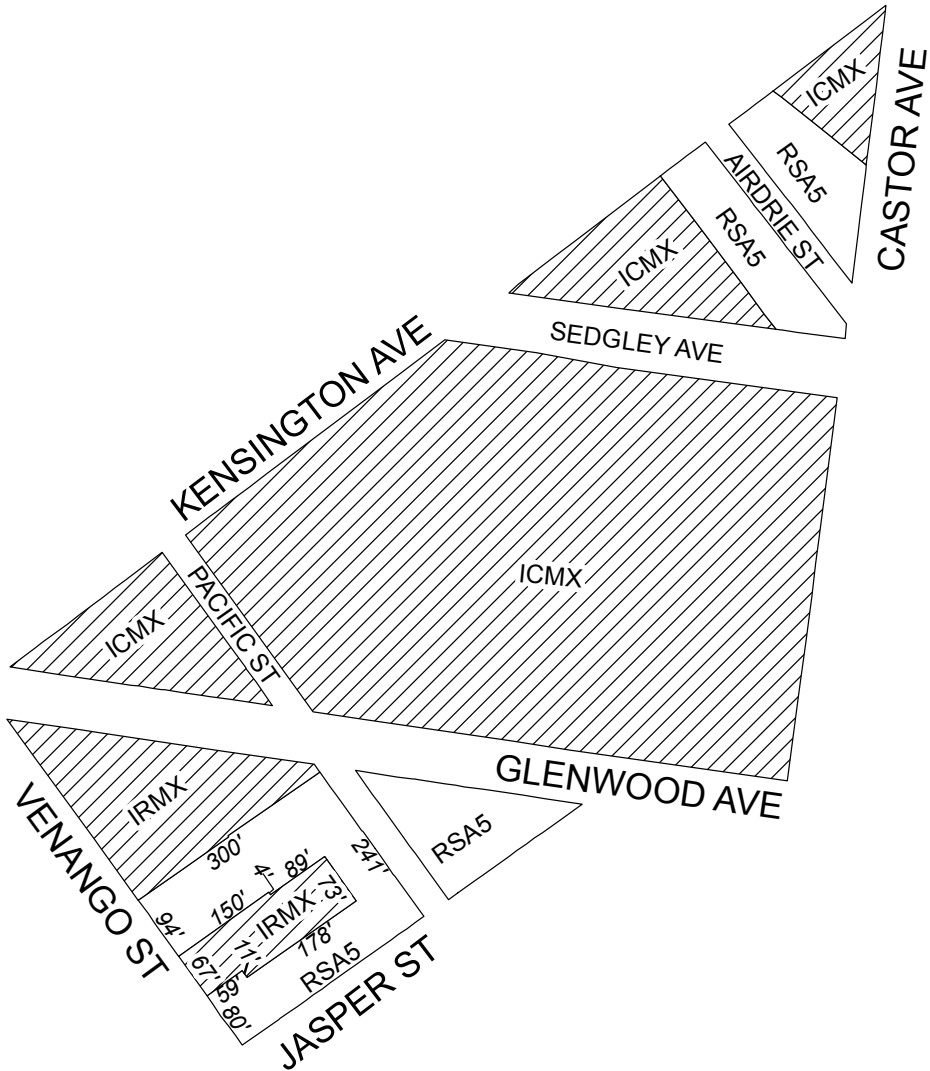 ICMX
CASTOR AVE
RSA5
AIRDRIE ST
RSA5
ICMX
SEDGLEY AVE
KENSINGTON AVE
ICMX
PACIFIC ST
ICMX
GLENWOOD AVE
IRMX
VENANGO ST
RSA5
300'
241'
4'
89'
150'
73'
94'
IRMX
11'
178'
67'
59'
RSA5
80'
JASPER ST